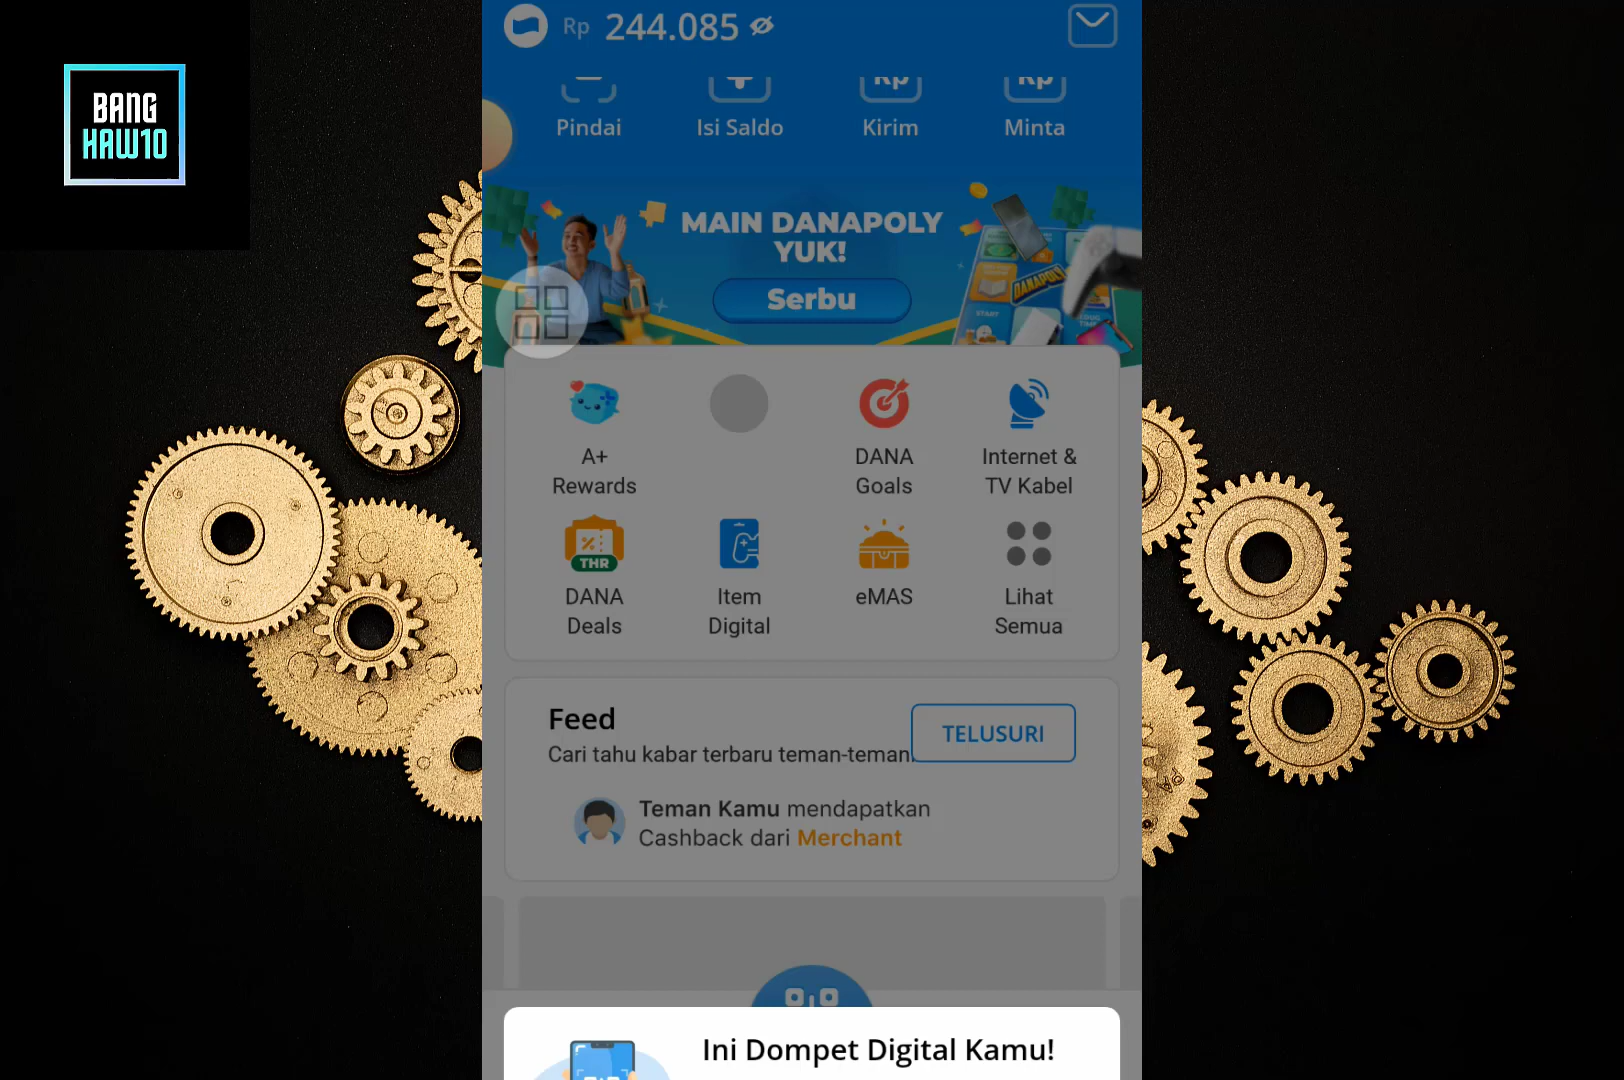 BANG
HAW10
Rp 244.085
Pindai
Isi Saldo
Kirim
Minta
MAIN DANAPOLY
YUK!
Serbu
DANAPOLY
START
A+
Rewards
DANA
Goals
Internet &
TV Kabel
THR
DANA
Deals
Item
Digital
eMAS
Lihat
Semua
Feed
Cari tahu kabar terbaru teman-teman.
TELUSURI
Teman Kamu mendapatkan
Cashback dari Merchant
Ini Dompet Digital Kamu!